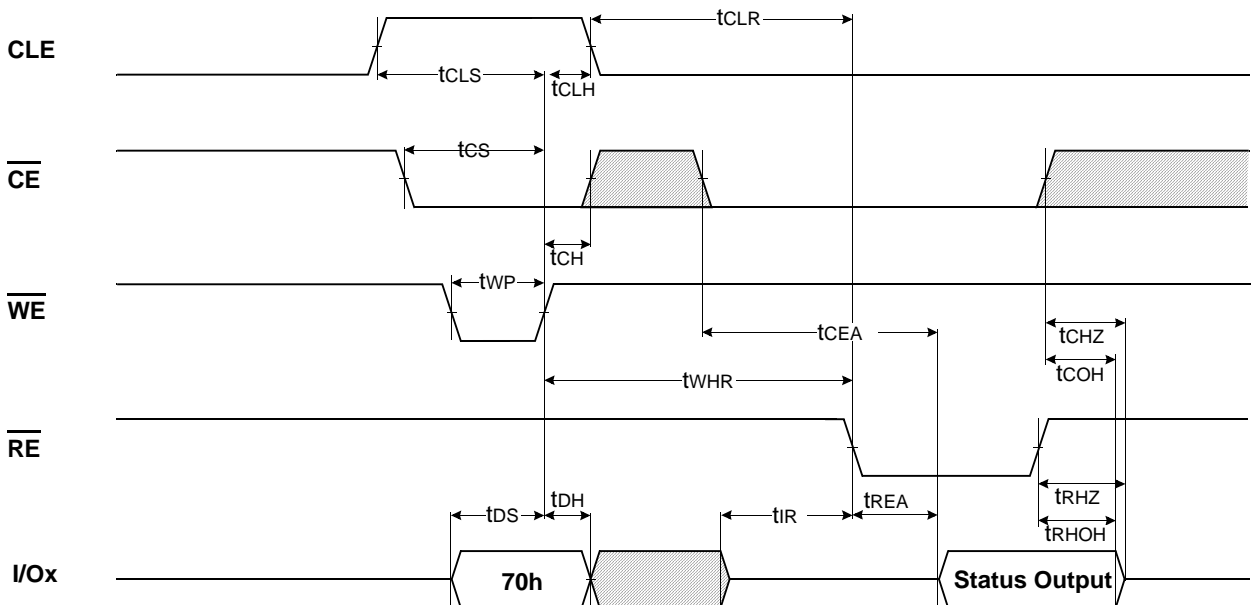 tCLR
CLE
tCLS
tCLH
tCS
CE
tCH
tWP
WE
tCEA
tCHZ
tCOH
tWHR
RE
tDH
tRHZ
tDS
tIR
tREA
tRHOH
I/Ox
70h
Status Output